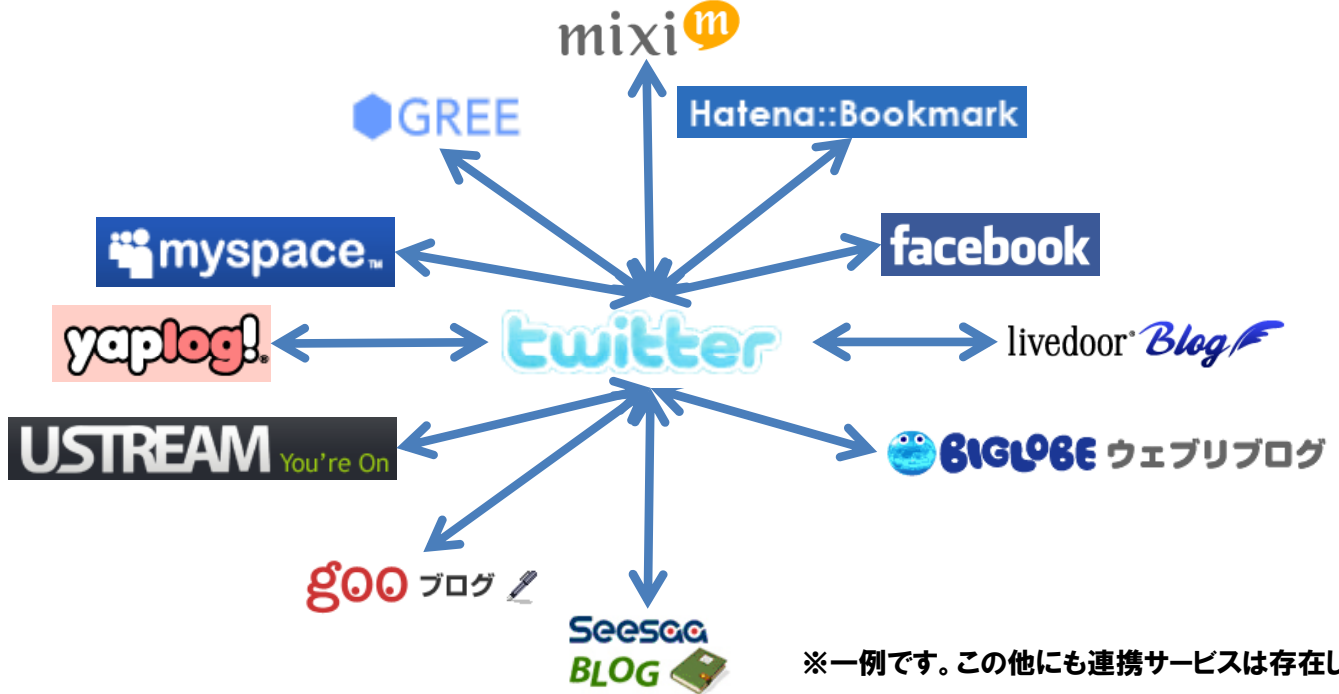 mixi m
GREE
Hatena::Bookmark
myspace™
facebook
yaplog!®
twitter
livedoor® Blog
USTREAM You're On
BIGLOBE ウェブリブログ
goo ブログ
Seesaa
BLOG
※一例です。この他にも連携サービスは存在し